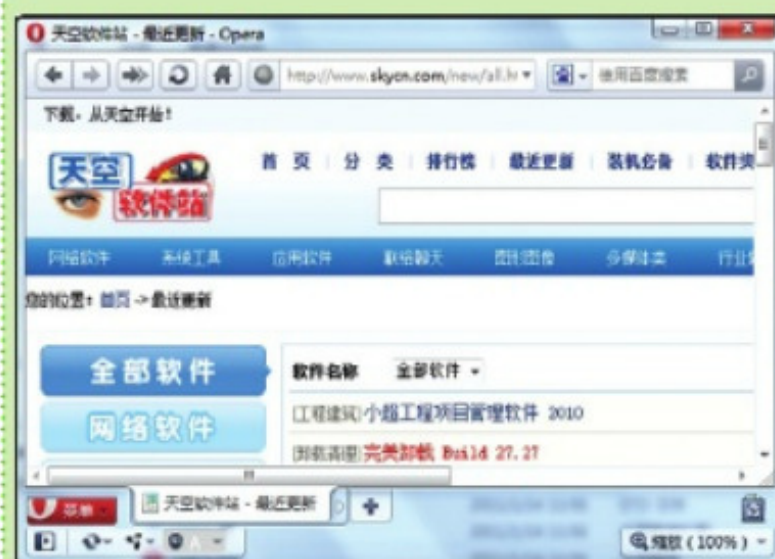 天空软件站 - 最近更新 - Opera
http://www.skycn.com/new/all.h 使用百度搜索
下载，从天空开始！
天空
软件站
首 页 分 类 排行榜 最近更新 装机必备 软件
网络软件 系统工具 应用软件 联络聊天 图形图像 多媒体类 行业
您的位置：首页->最近更新
全部软件
软件名称 全部软件
网络软件
[工程建筑]小超工程项目管理软件 2010
[卸载清理]完美卸载 Build 27.27
菜单 天空软件站 - 最近更新
缩放 (100%)